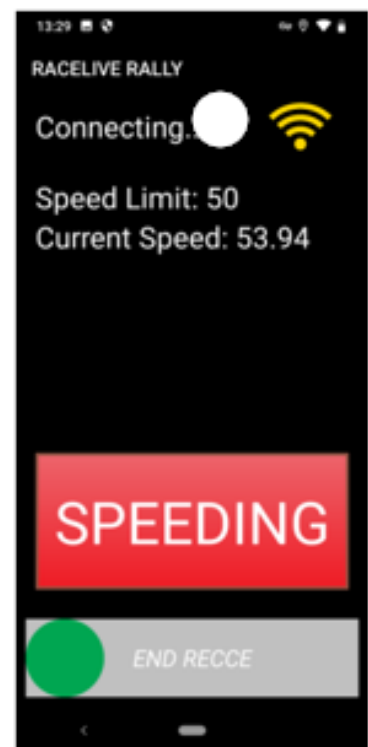 13:29
RACELIVE RALLY
Connecting..
Speed Limit: 50
Current Speed: 53.94
SPEEDING
END RECCE